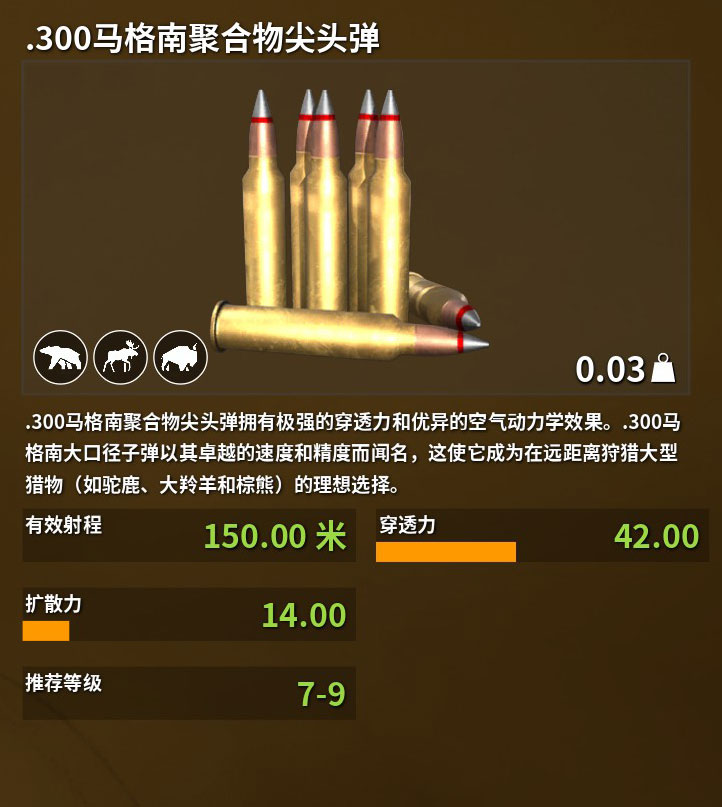 .300马格南聚合物尖头弹
0.03
.300马格南聚合物尖头弹拥有极强的穿透力和优异的空气动力学效果。.300马
格南大口径子弹以其卓越的速度和精度而闻名，这使它成为在远距离狩猎大型
猎物（如驼鹿、大羚羊和棕熊）的理想选择。
有效射程 150.00 米
穿透力 42.00
扩散力 14.00
推荐等级 7-9